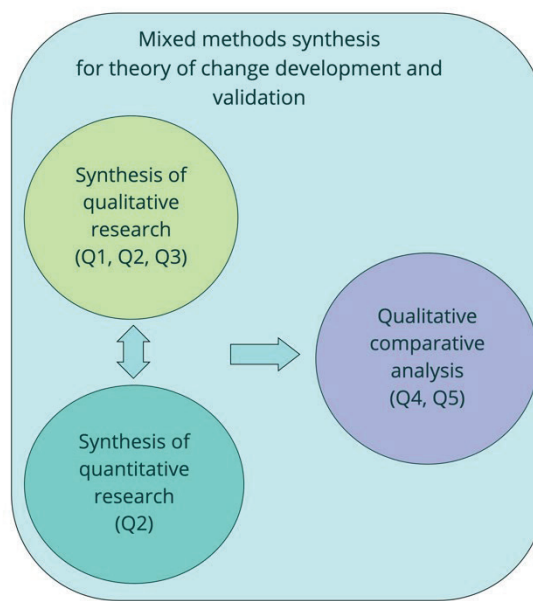 Mixed methods synthesis
for theory of change development and
validation
Synthesis of
qualitative
research
(Q1, Q2, Q3)
Qualitative
comparative
analysis
(Q4, Q5)
Synthesis of
quantitative
research
(Q2)